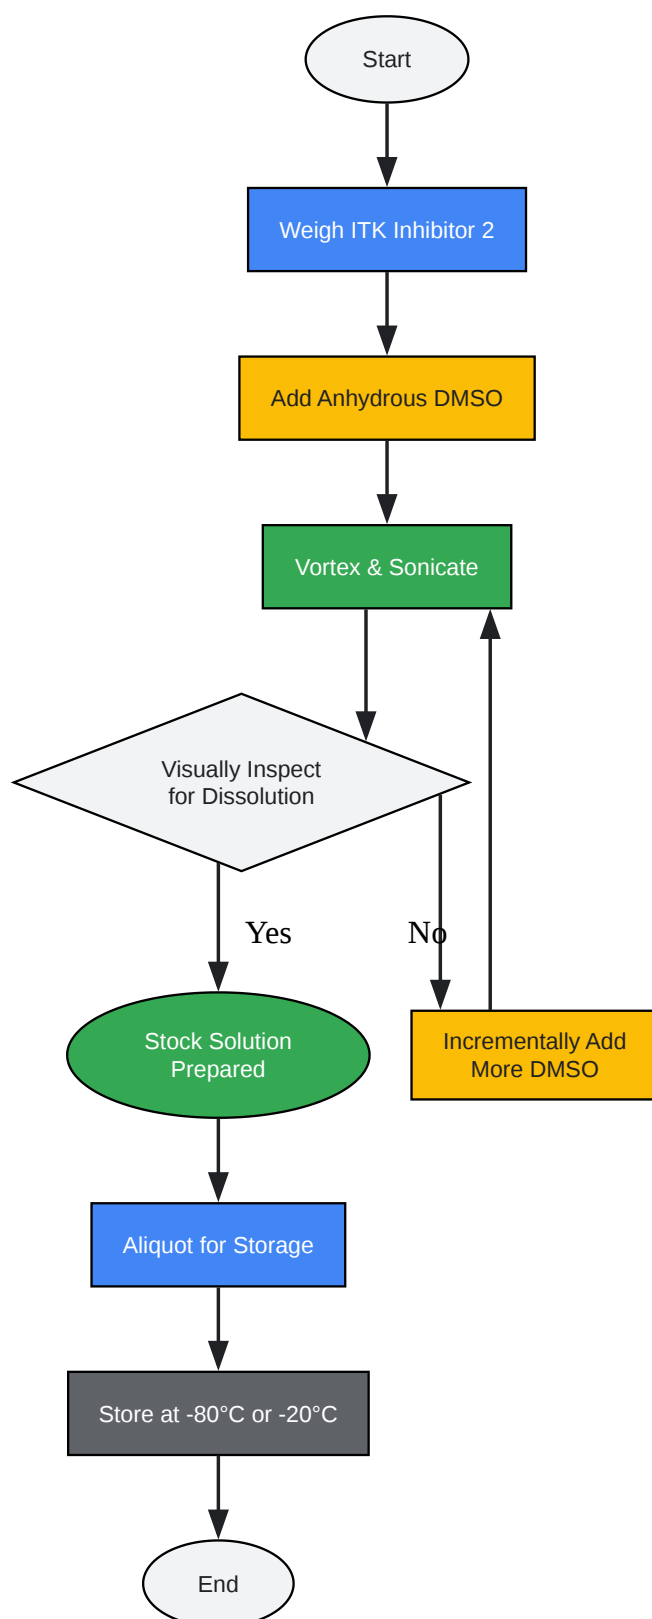 Start
Weigh ITK Inhibitor 2
Add Anhydrous DMSO
Vortex & Sonicate
Visually Inspect
for Dissolution
Yes
No
Stock Solution
Prepared
Incrementally Add
More DMSO
Aliquot for Storage
Store at -80°C or -20°C
End